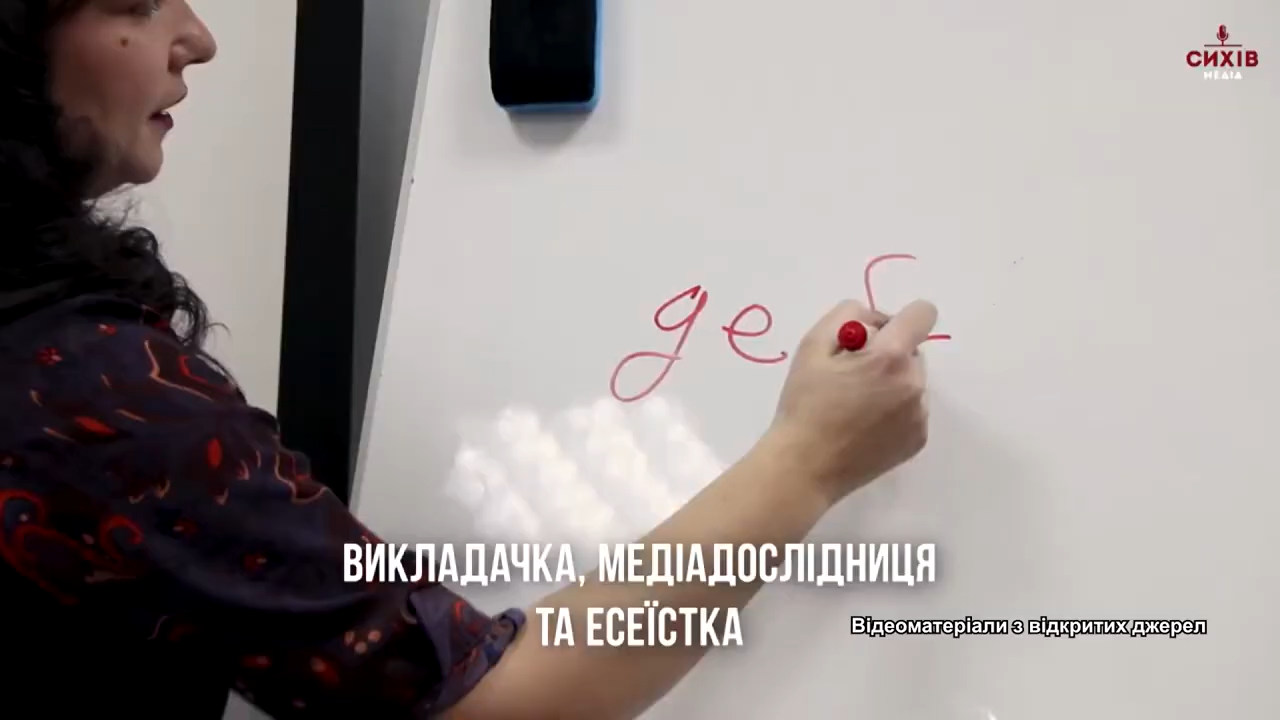 СИХІВ
МЕДІА
де
ВИКЛАДАЧКА, МЕДІАДОСЛІДНИЦЯ
ТА ЕСЕЇСТКА
Відеоматеріали з відкритих джерел